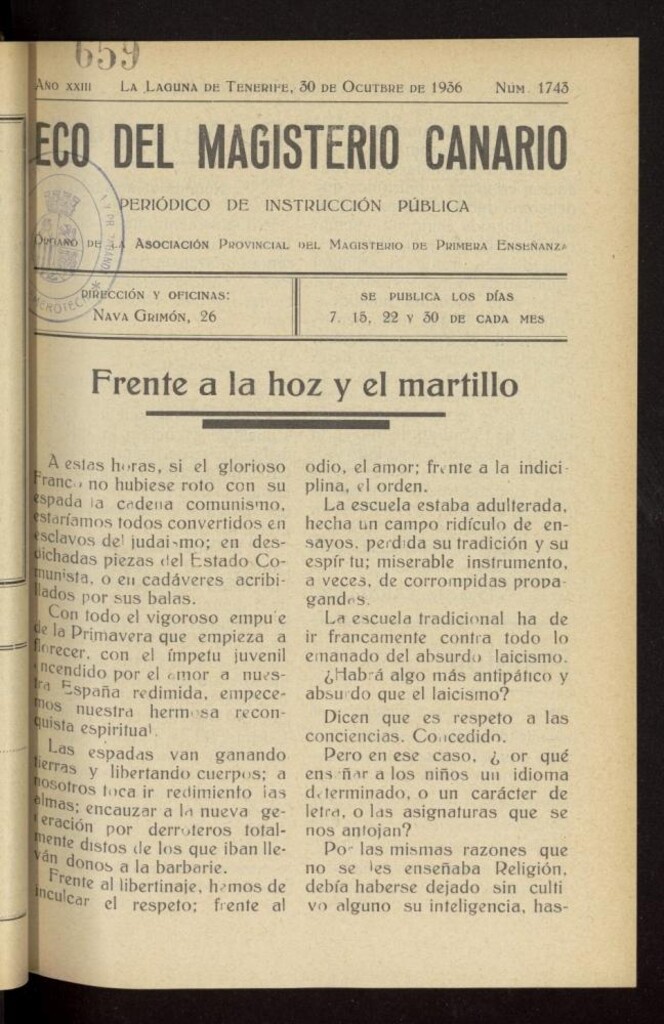 659
AÑO XXIII LA LAGUNA DE TENERIFE, 30 DE OCUTBRE DE 1936 NÚM. 1743
ECO DEL MAGISTERIO CANARIO
PERIÓDICO DE INSTRUCCIÓN PÚBLICA
ÓRGANO DE LA ASOCIACIÓN PROVINCIAL DEL MAGISTERIO DE PRIMERA ENSEÑANZA
DIRECCIÓN Y OFICINAS:
NAVA GRIMÓN, 26
SE PUBLICA LOS DÍAS
7, 15, 22 Y 30 DE CADA MES
Frente a la hoz y el martillo
A estas horas, si el glorioso
Franco no hubiese roto con su
espada la cadena comunismo,
estaríamos todos convertidos en
esclavos del judaismo; en des-
dichadas piezas del Estado Co-
munista, o en cadáveres acribi-
llados por sus balas.
Con todo el vigoroso empu e
de la Primavera que empieza a
florecer, con el ímpetu juvenil
incendido por el amor a nues-
tra España redimida, empece-
mos nuestra hermosa recon-
quista espiritual.
Las espadas van ganando
tierras y libertando cuerpos; a
nosotros toca ir redimiento las
almas; encauzar a la nueva ge-
eración por derroteros total-
mente distos de los que iban lle-
ván donos a la barbarie.
Frente al libertinaje, hemos de
inculcar el respeto; frente al
odio, el amor; frente a la indici-
plina, el orden.
La escuela estaba adulterada,
hecha un campo ridículo de en-
sayos, perdida su tradición y su
espír tu; miserable instrumento,
a veces, de corrompidas propa-
gandas.
La escuela tradicional ha de
ir francamente contra todo lo
emanado del absurdo laicismo.
¿Habrá algo más antipático y
absurdo que el laicismo?
Dicen que es respeto a las
conciencias. Concedido.
Pero en ese caso, ¿ or qué
ens ñar a los niños un idioma
determinado, o un carácter de
letra, o las asignaturas que se
nos antojan?
Por las mismas razones que
no se les enseñaba Religión,
debía haberse dejado sin culti
vo alguno su inteligencia, has-